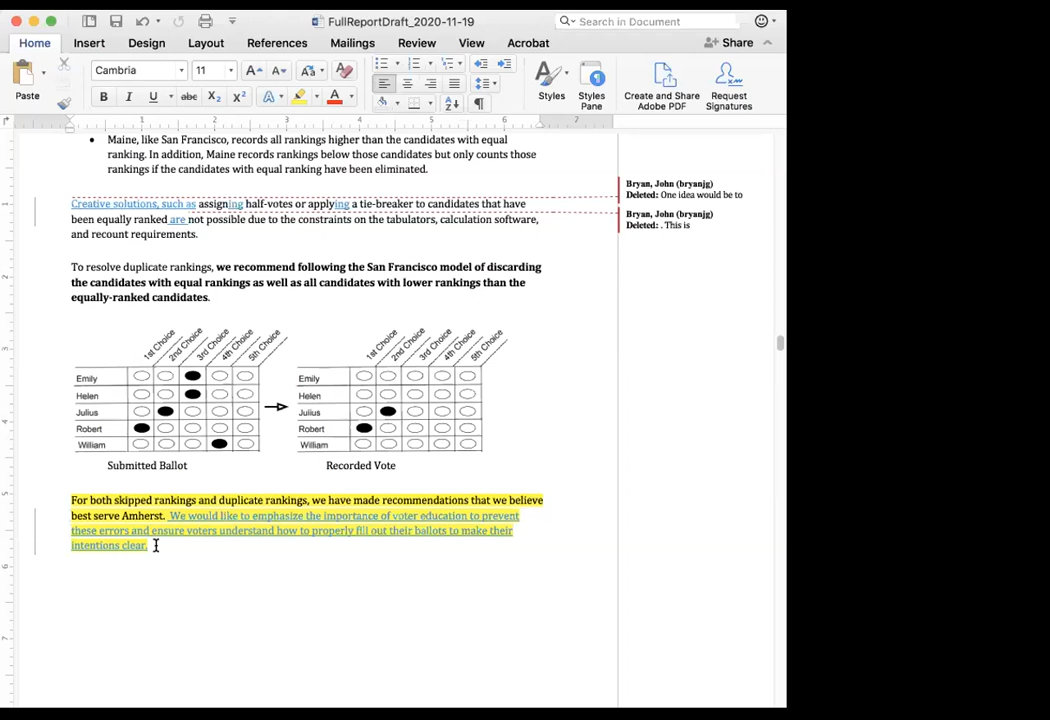 FullReportDraft_2020-11-19
Search in Document
Home Insert Design Layout References Mailings Review View Acrobat
Share
Cambria 11
Paste
Styles
Styles Pane
Create and Share Adobe PDF
Request Signatures
Maine, like San Francisco, records all rankings higher than the candidates with equal
ranking. In addition, Maine records rankings below those candidates but only counts those
rankings if the candidates with equal ranking have been eliminated.
Creative solutions, such as assigning half-votes or applying a tie-breaker to candidates that have
been equally ranked are not possible due to the constraints on the tabulators, calculation software,
and recount requirements.
Bryan, John (bryanjg)
Deleted: One idea would be to
Bryan, John (bryanjg)
Deleted: . This is
To resolve duplicate rankings, we recommend following the San Francisco model of discarding
the candidates with equal rankings as well as all candidates with lower rankings than the
equally-ranked candidates.
1st Choice 2nd Choice 3rd Choice 4th Choice 5th Choice
Emily
Helen
Julius
Robert
William
Submitted Ballot
1st Choice 2nd Choice 3rd Choice 4th Choice 5th Choice
Emily
Helen
Julius
Robert
William
Recorded Vote
For both skipped rankings and duplicate rankings, we have made recommendations that we believe
best serve Amherst. We would like to emphasize the importance of voter education to prevent
these errors and ensure voters understand how to properly fill out their ballots to make their
intentions clear.